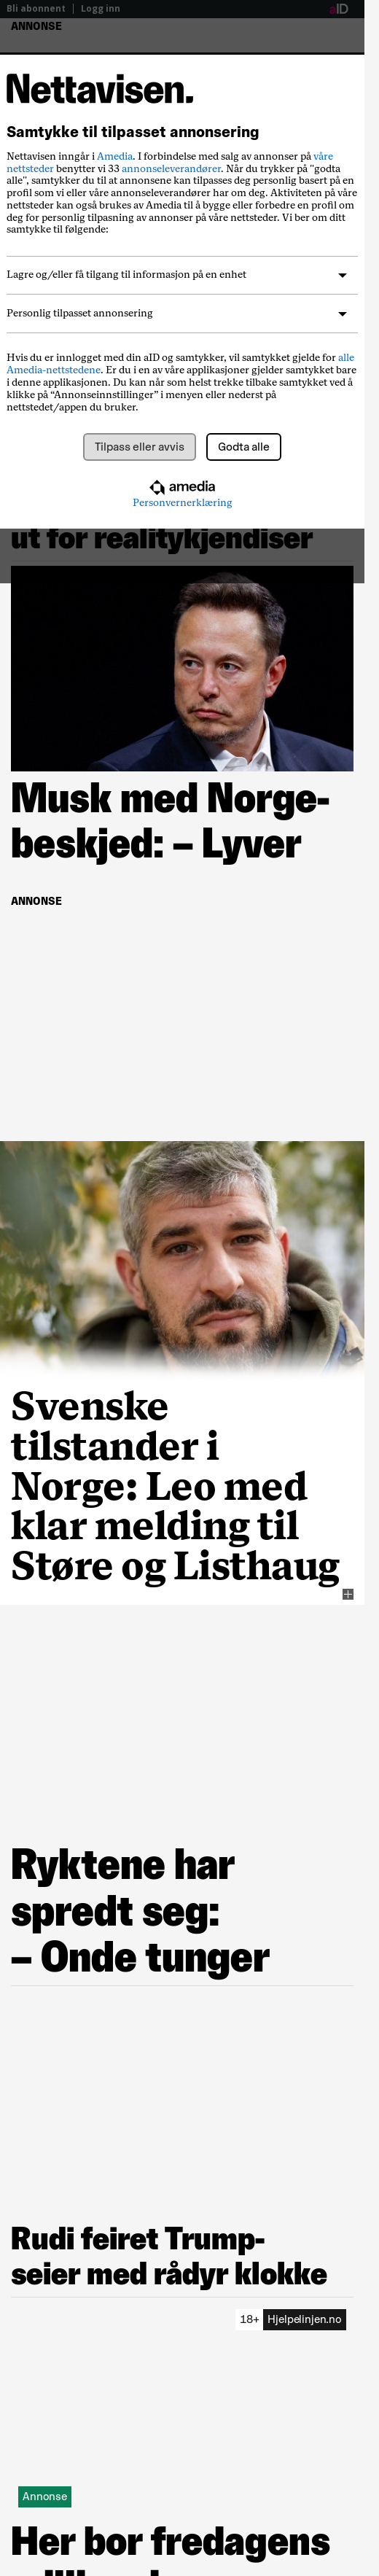 Bli abonnent | Logg inn
aID
ANNONSE
Nettavisen.
Samtykke til tilpasset annonsering
Nettavisen inngår i Amedia. I forbindelse med salg av annonser på våre
nettsteder benytter vi 33 annonseleverandører. Når du trykker på "godta
alle", samtykker du til at annonsene kan tilpasses deg personlig basert på en
profil som vi eller våre annonseleverandører har om deg. Aktiviteten på våre
nettsteder kan også brukes av Amedia til å bygge eller forbedre en profil om
deg for personlig tilpasning av annonser på våre nettsteder. Vi ber om ditt
samtykke til følgende:
Lagre og/eller få tilgang til informasjon på en enhet
Personlig tilpasset annonsering
Hvis du er innlogget med din aID og samtykker, vil samtykket gjelde for alle
Amedia-nettstedene. Er du i en av våre applikasjoner gjelder samtykket bare
i denne applikasjonen. Du kan når som helst trekke tilbake samtykket ved å
klikke på “Annonseinnstillinger” i menyen eller nederst på
nettstedet/appen du bruker.
Tilpass eller avvis
Godta alle
amedia
Personvernerklæring
ut for realitykjendiser
Musk med Norge-
beskjed: – Lyver
ANNONSE
Svenske
tilstander i
Norge: Leo med
klar melding til
Støre og Listhaug
Ryktene har
spredt seg:
– Onde tunger
Rudi feiret Trump-
seier med rådyr klokke
18+ Hjelpelinjen.no
Annonse
Her bor fredagens